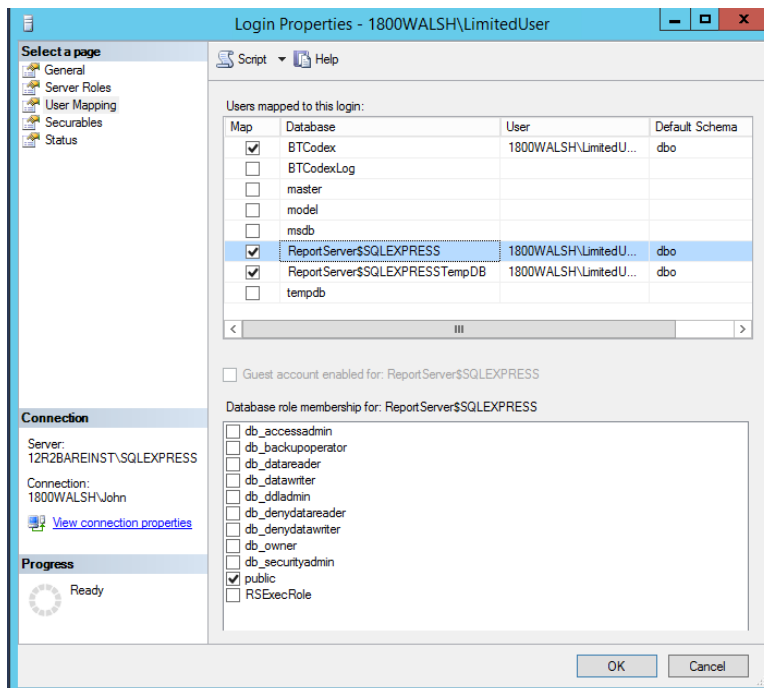 Login Properties - 1800WALSH\LimitedUser
Select a page
General
Server Roles
User Mapping
Securables
Status
Script Help
Users mapped to this login:
Map Database User Default Schema
BTCodex 1800WALSH\LimitedU... dbo
BTCodexLog
master
model
msdb
ReportServer$SQLEXPRESS 1800WALSH\LimitedU... dbo
ReportServer$SQLEXPRESSTempDB 1800WALSH\LimitedU... dbo
tempdb
Guest account enabled for: ReportServer$SQLEXPRESS
Database role membership for: ReportServer$SQLEXPRESS
db_accessadmin
db_backupoperator
db_datareader
db_datawriter
db_ddladmin
db_denydatareader
db_denydatawriter
db_owner
db_securityadmin
public
RSExecRole
Connection
Server:
12R2BAREINST\SQLEXPRESS
Connection:
1800WALSH\John
View connection properties
Progress
Ready
OK Cancel